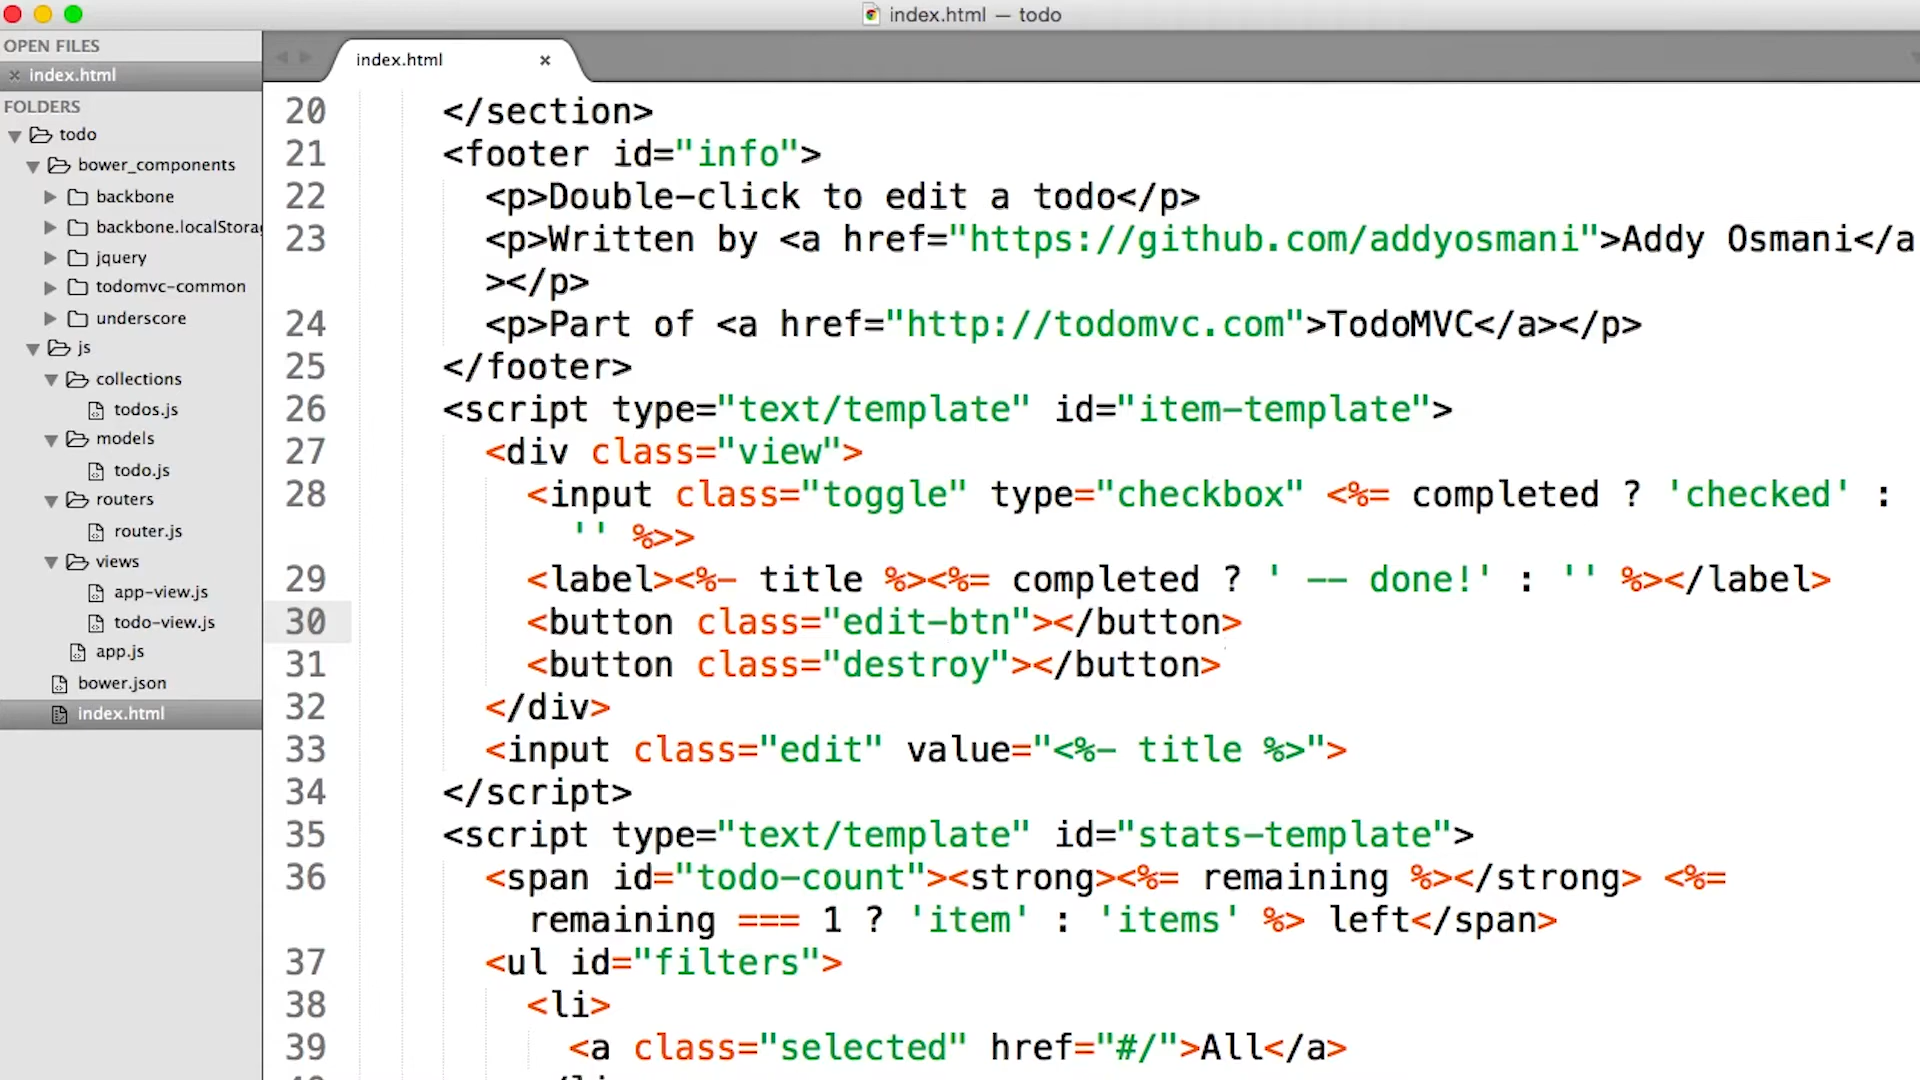 index.html — todo
OPEN FILES
index.html
FOLDERS
todo
bower_components
backbone
backbone.localStorag
jquery
todomvc-common
underscore
js
collections
todos.js
models
todo.js
routers
router.js
views
app-view.js
todo-view.js
app.js
bower.json
index.html
index.html
20 </section>
21 <footer id="info">
22 <p>Double-click to edit a todo</p>
23 <p>Written by <a href="https://github.com/addyosmani">Addy Osmani</a
></p>
24 <p>Part of <a href="http://todomvc.com">TodoMVC</a></p>
25 </footer>
26 <script type="text/template" id="item-template">
27 <div class="view">
28 <input class="toggle" type="checkbox" <%= completed ? 'checked' :
'' %>>
29 <label><%- title %><%= completed ? ' -- done!' : '' %></label>
30 <button class="edit-btn"></button>
31 <button class="destroy"></button>
32 </div>
33 <input class="edit" value="<%- title %>">
34 </script>
35 <script type="text/template" id="stats-template">
36 <span id="todo-count"><strong><%= remaining %></strong> <%=
remaining === 1 ? 'item' : 'items' %> left</span>
37 <ul id="filters">
38 <li>
39 <a class="selected" href="#/">All</a>